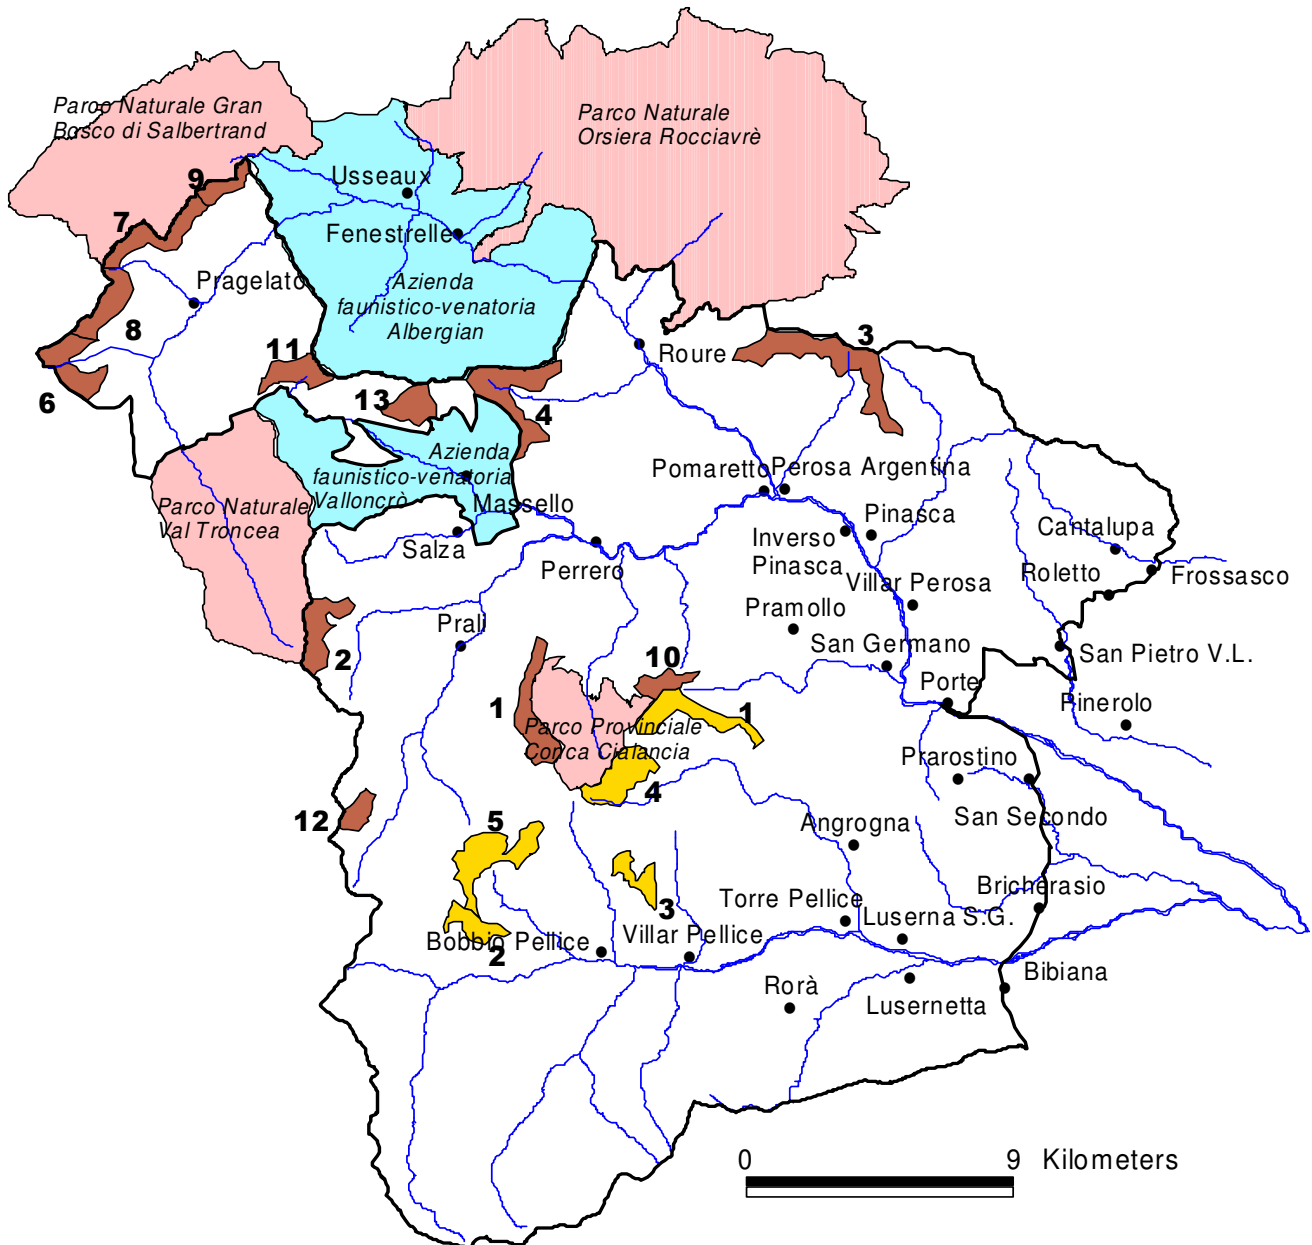 Parco Naturale Gran
Bosco di Salbertrand
Parco Naturale
Orsiera Rocciavrè
9
Usseaux
7
Fenestrelle
Pragelato
Azienda
faunistico-venatoria
Albergian
8
11
Roure
3
6
13
4
Azienda
faunistico-venatoria
Valloncrò
Pomaretto
Perosa Argentina
Parco Naturale
Val Troncea
Massello
Salza
Pinasca
Inverso
Pinasca
Cantalupa
Perrero
Villar Perosa
Roletto
Frossasco
Pramollo
Prali
San Germano
2
10
San Pietro V.L.
1
1
Porte
Pinerolo
Parco Provinciale
Conca Cialancia
Prarostino
4
12
5
Angrogna
San Secondo
Bricherasio
3
Torre Pellice
Luserna S.G.
Bobbio Pellice
Villar Pellice
2
Bibiana
Rorà
Lusernetta
0
9 Kilometers